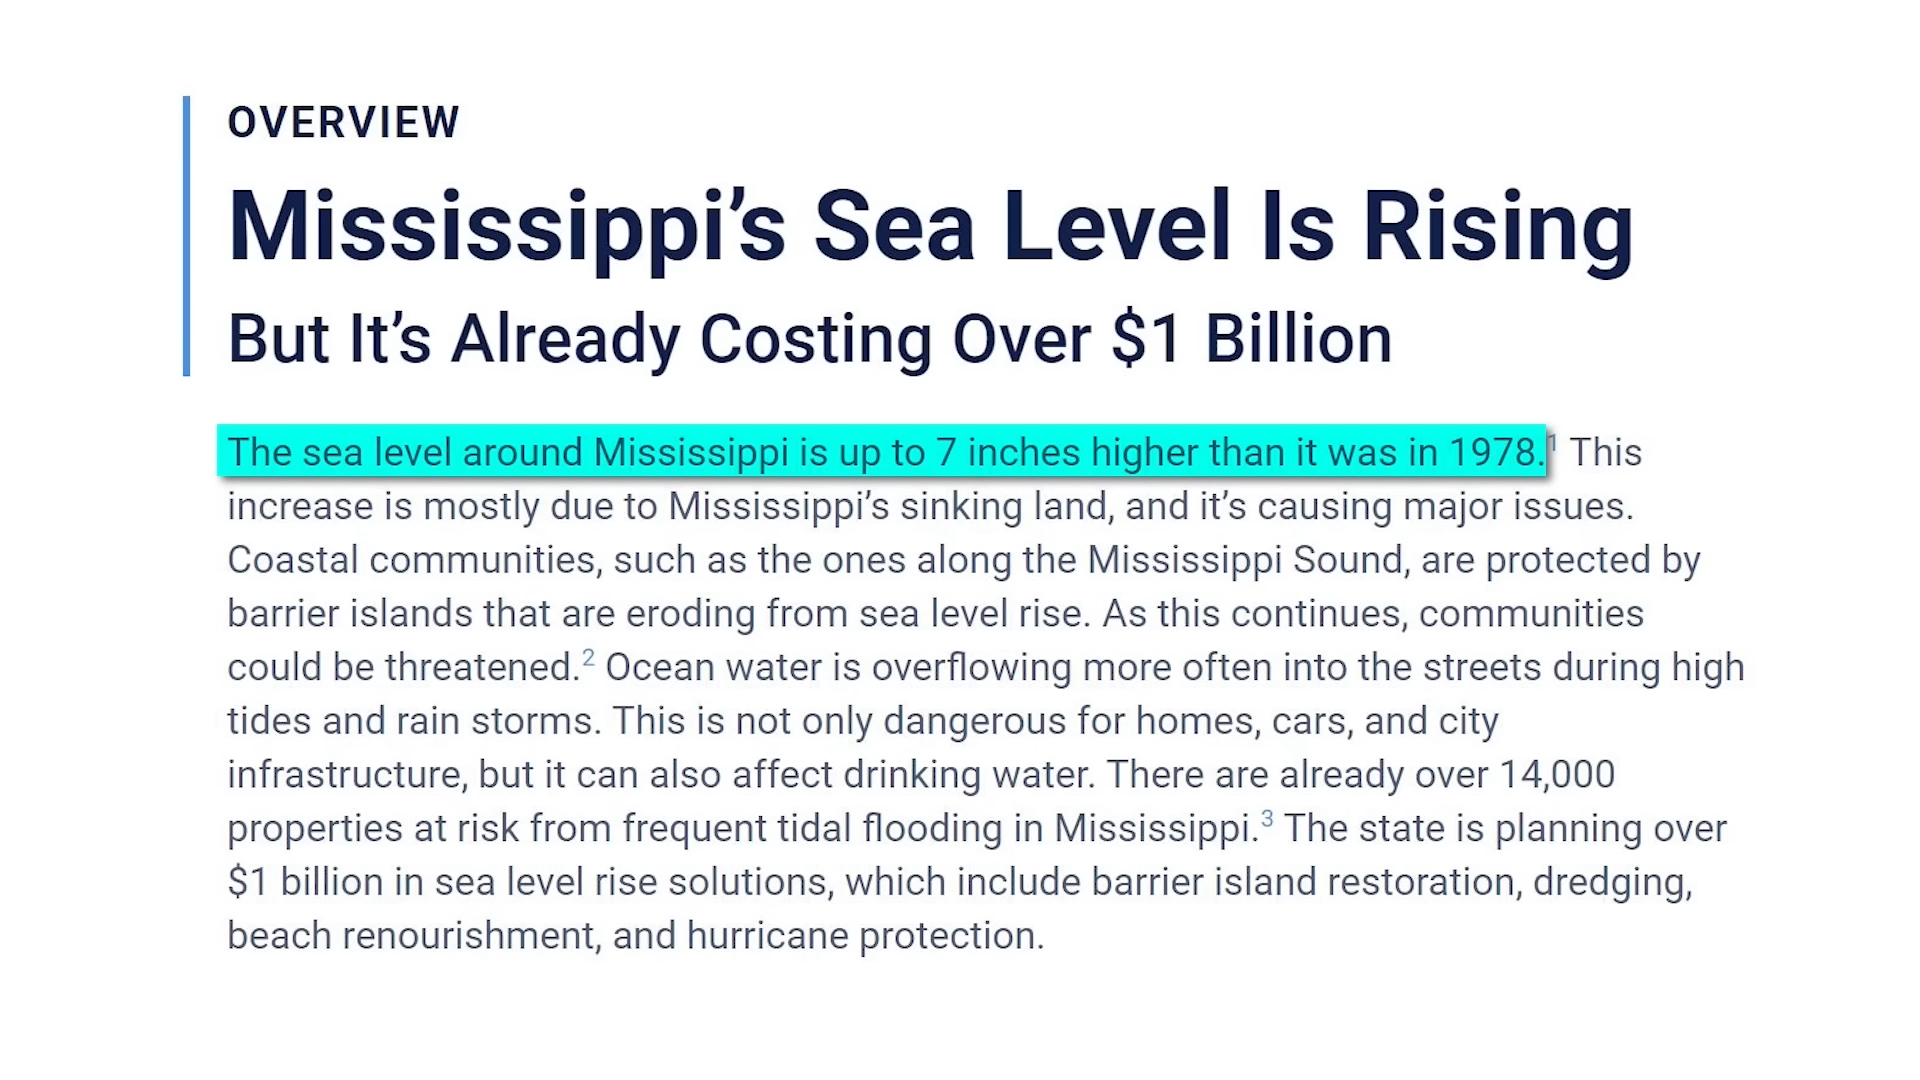 OVERVIEW
Mississippi’s Sea Level Is Rising
But It’s Already Costing Over $1 Billion
The sea level around Mississippi is up to 7 inches higher than it was in 1978.1 This
increase is mostly due to Mississippi’s sinking land, and it’s causing major issues.
Coastal communities, such as the ones along the Mississippi Sound, are protected by
barrier islands that are eroding from sea level rise. As this continues, communities
could be threatened.2 Ocean water is overflowing more often into the streets during high
tides and rain storms. This is not only dangerous for homes, cars, and city
infrastructure, but it can also affect drinking water. There are already over 14,000
properties at risk from frequent tidal flooding in Mississippi.3 The state is planning over
$1 billion in sea level rise solutions, which include barrier island restoration, dredging,
beach renourishment, and hurricane protection.